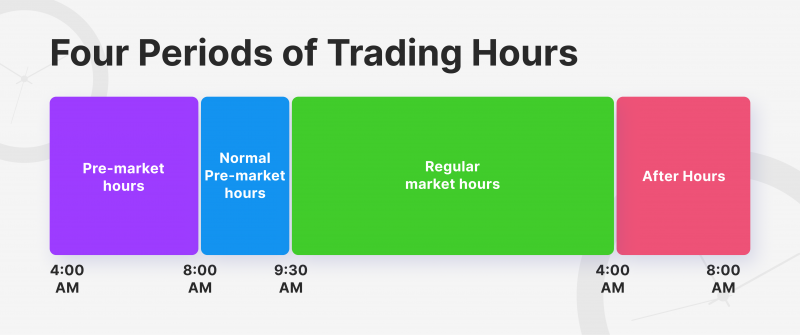 Four Periods of Trading Hours
Pre-market
hours
Normal
Pre-market
hours
Regular
market hours
After Hours
4:00
AM
8:00
AM
9:30
AM
4:00
AM
8:00
AM